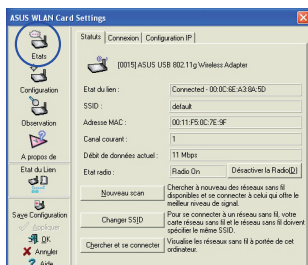 ASUS WLAN Card Settings
Etats
Configuration
Observation
A propos de
Etat du Lien
Save Configuration
Appliquer
OK
Annuler
Aide
Statuts Connexion Configuration IP
[0015] ASUS USB 802.11g Wireless Adapter
Etat du lien : Connected - 00:0C:6E:A3:8A:5D
SSID : default
Adresse MAC : 00:11:F5:0C:7E:9F
Canal courant : 1
Débit de données actuel : 11 Mbps
Etat radio : Radio On Désactiver la Radio(D)
Nouveau scan
Chercher à nouveau des réseaux sans fil
disponibles et se connecter à celui qui offre le
meilleur niveau de signal.
Changer SSID
Pour se connecter à un réseau sans fil, votre
carte réseau sans fil et le réseau sans fil doivent
spécifier le même SSID.
Chercher et se connecter
Visualise les réseaux sans fil à portée de cet
ordinateur.